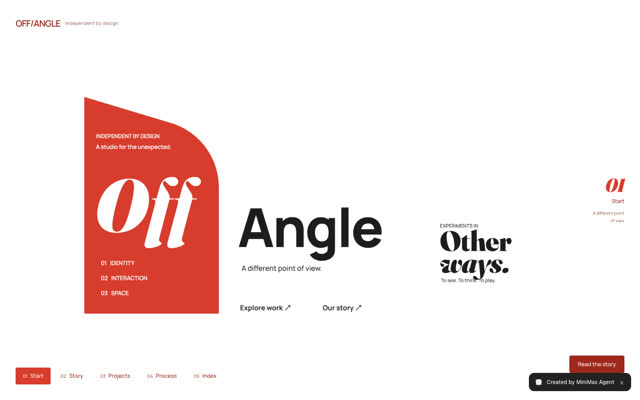 OFF/ANGLE Independent by design
INDEPENDENT BY DESIGN
A studio for the unexpected.
Off
01 IDENTITY
02 INTERACTION
03 SPACE
Angle
A different point of view.
Explore work ↗
Our story ↗
EXPERIMENTS IN
Other
ways.
To see. To think. To play.
01
Start
A different point
of view
01 Start
02 Story
03 Projects
04 Process
05 Index
Read the story
Created by MiniMax Agent x